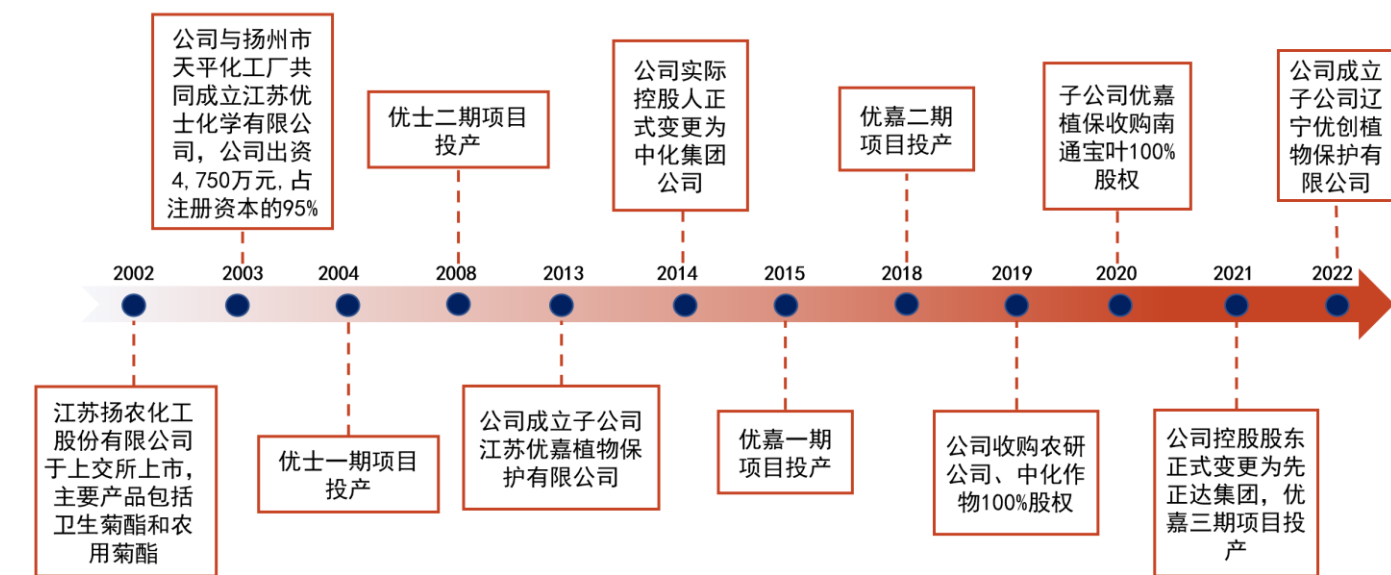 公司与扬州市
天平化工厂共
同成立江苏优
士化学有限公
司，公司出资
4,750万元,占
注册资本的95%
优士二期项目
投产
公司实际
控股人正
式变更为
中化集团
公司
优嘉二期
项目投产
子公司优嘉
植保收购南
通宝叶100%
股权
公司成立
子公司辽
宁优创植
物保护有
限公司
2002
2003
2004
2008
2013
2014
2015
2018
2019
2020
2021
2022
江苏扬农化工
股份有限公司
于上交所上市，
主要产品包括
卫生菊酯和农
用菊酯
优士一期项目
投产
公司成立子公司
江苏优嘉植物保
护有限公司
优嘉一期
项目投产
公司收购农研
公司、中化作
物100%股权
公司控股股东
正式变更为先
正达集团，优
嘉三期项目投
产